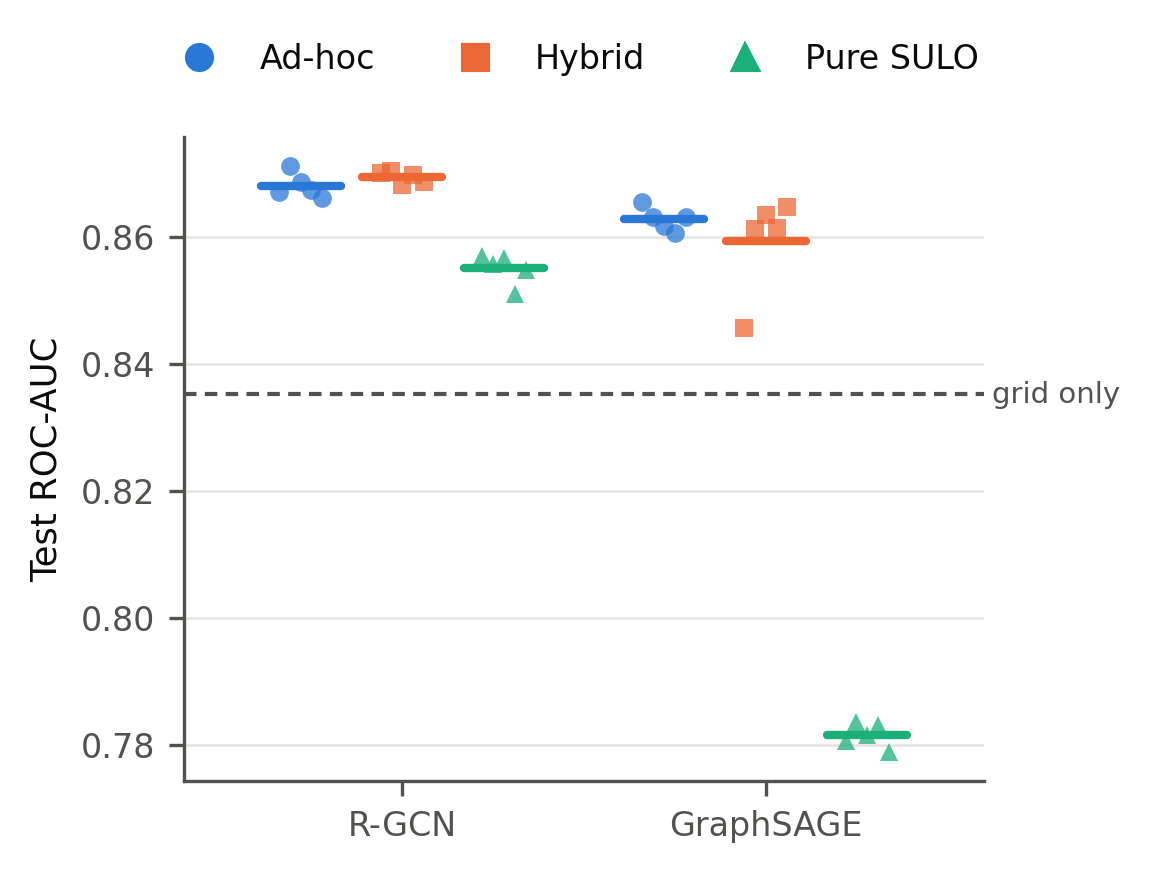 Ad-hoc Hybrid Pure SULO
Test ROC-AUC
0.86
0.84
grid only
0.82
0.80
0.78
R-GCN GraphSAGE